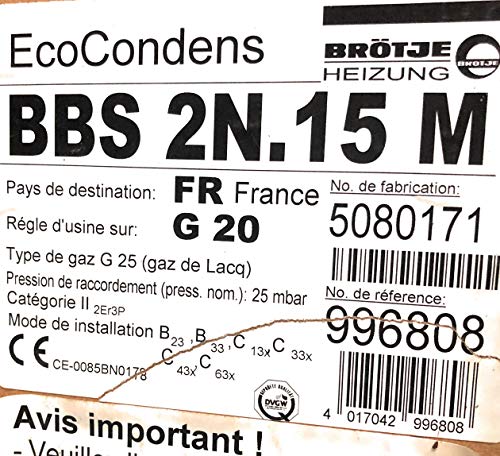 EcoCondens
BRÖTJE
HEIZUNG
BRÖTJE
BBS 2N.15 M
Pays de destination: FR France
No. de fabrication:
5080171
Régle d'usine sur: G 20
Type de gaz G 25 (gaz de Lacq)
Pression de raccordement (press. nom.): 25 mbar
Catégorie II 2Er3P
No. de réference:
996808
Mode de installation B23, B33, C13x, C33x
C43x, C63x
CE CE-0085BN0178
DVGW
4 017042 996808
Avis important !